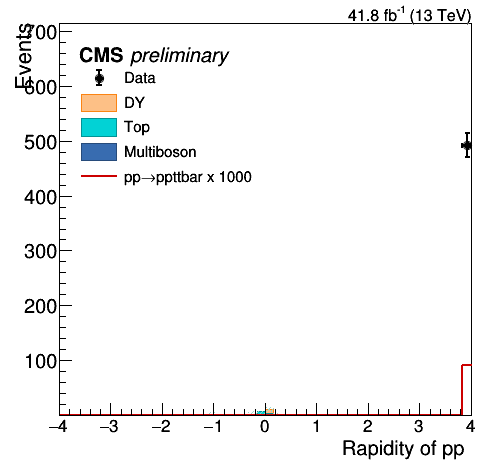 41.8 fb⁻¹ (13 TeV)
Events
CMS preliminary
Data
DY
Top
Multiboson
pp→ppttbar x 1000
700
600
500
400
300
200
100
−4 −3 −2 −1 0 1 2 3 4
Rapidity of pp